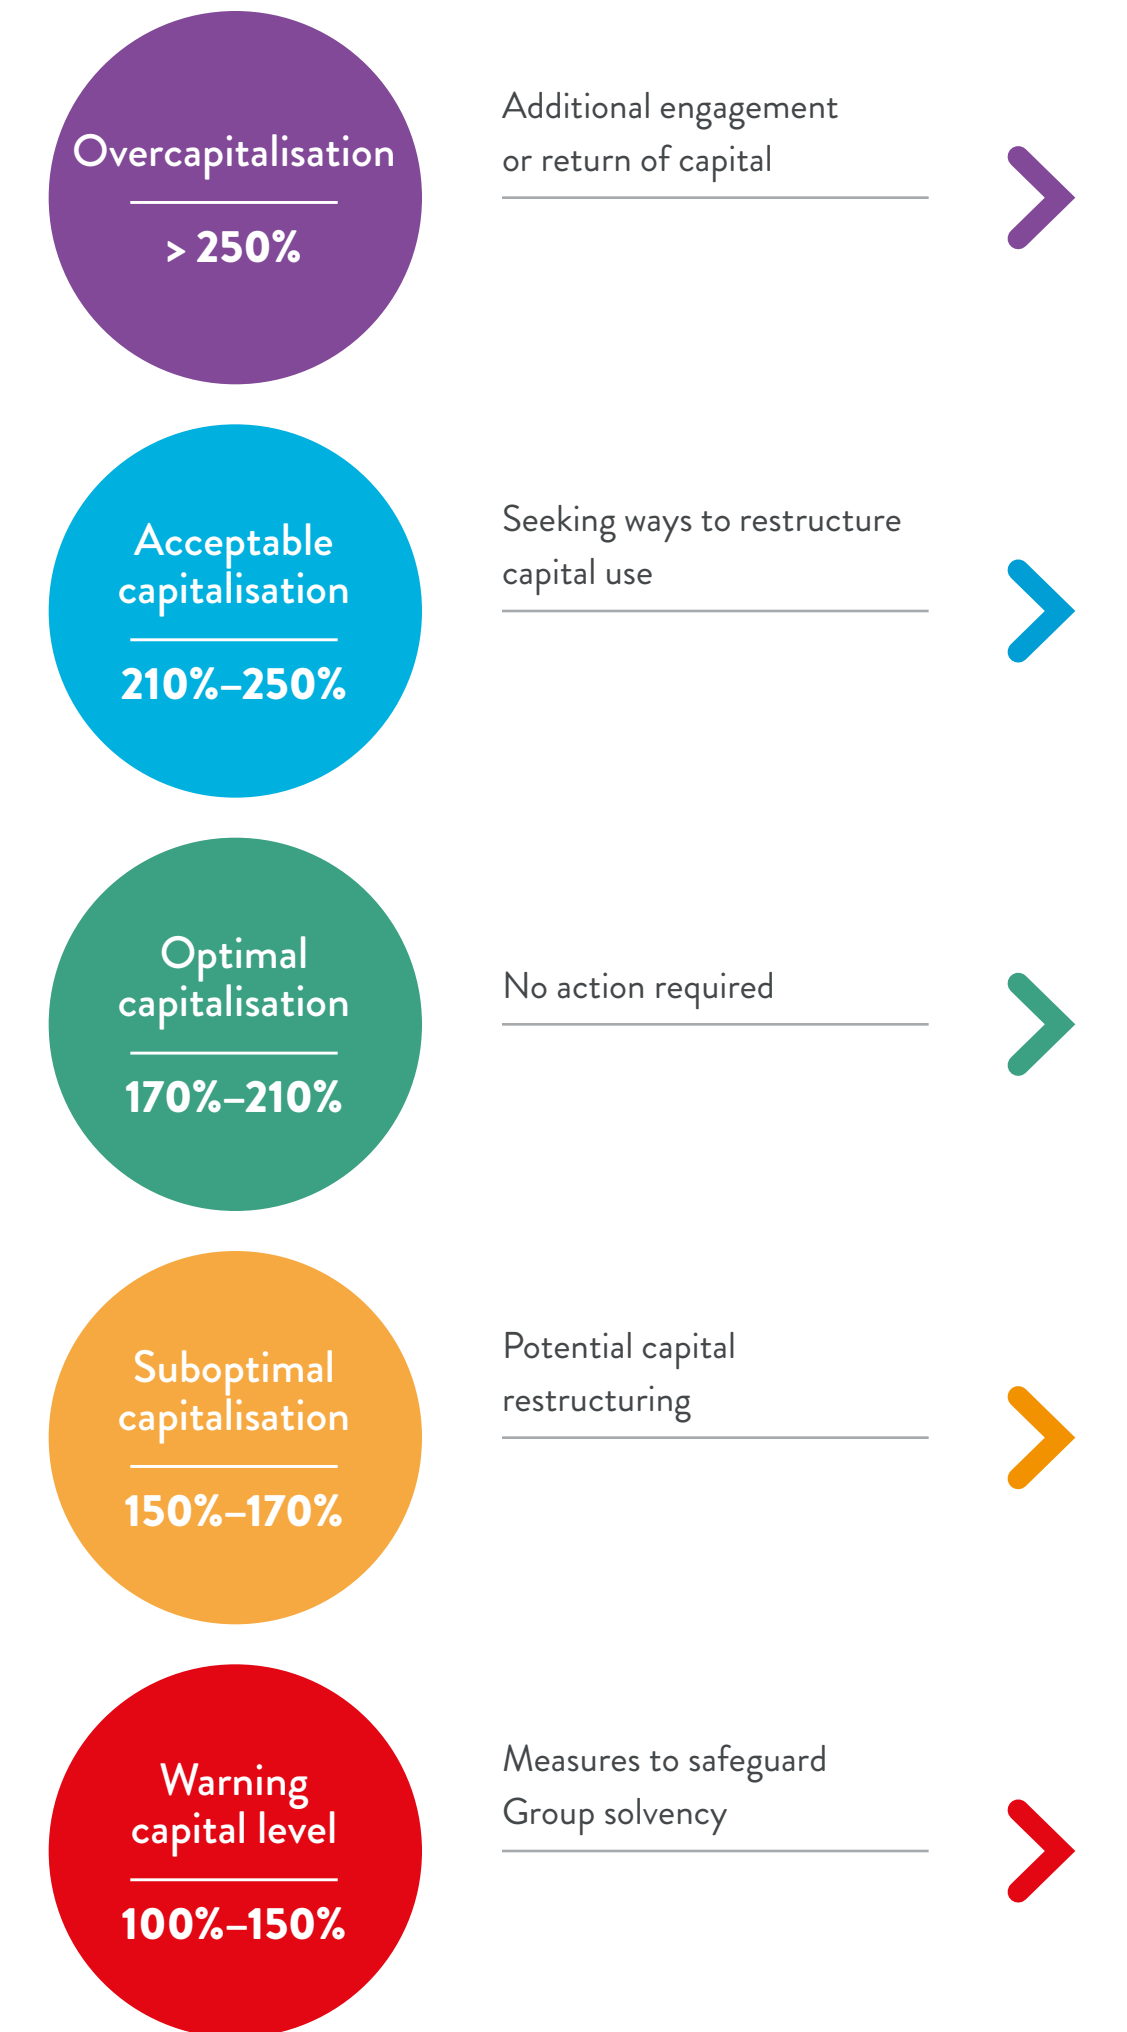 Overcapitalisation
> 250%
Additional engagement
or return of capital
Acceptable
capitalisation
210%–250%
Seeking ways to restructure
capital use
Optimal
capitalisation
170%–210%
No action required
Suboptimal
capitalisation
150%–170%
Potential capital
restructuring
Warning
capital level
100%–150%
Measures to safeguard
Group solvency